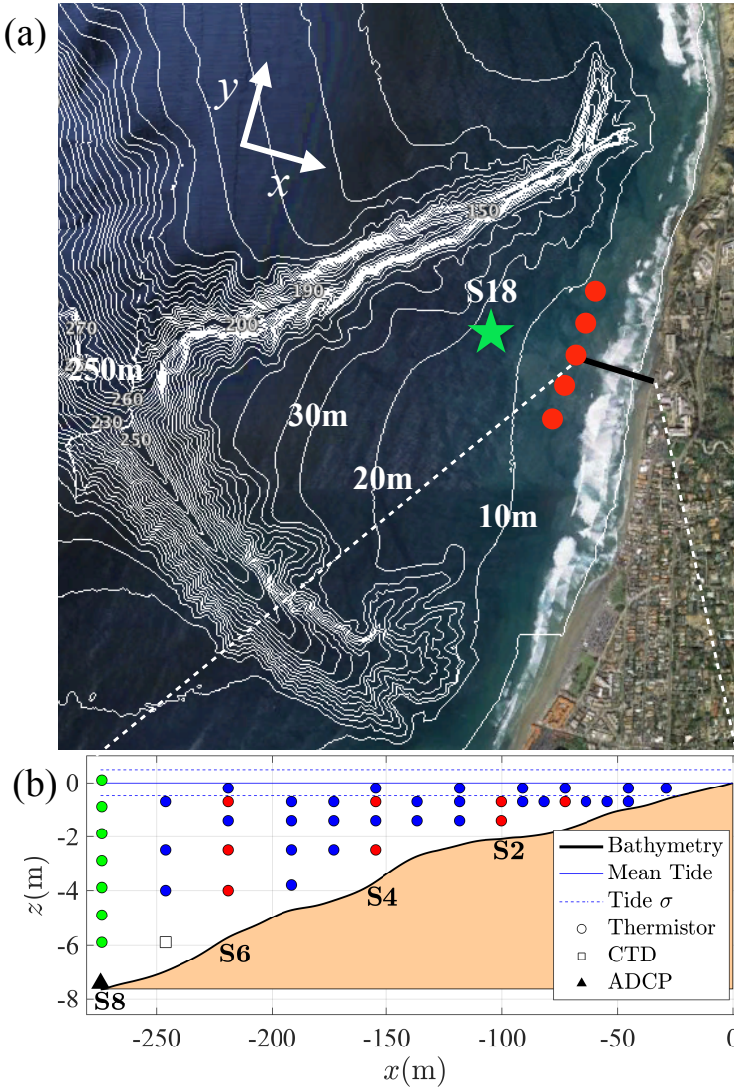 (a)
y
x
150
S18
190
200
270
250m
260
230
250
30m
20m
10m
(b)
0
-2
-4
-6
-8
z(m)
S2
S4
S6
S8
Bathymetry
Mean Tide
Tide σ
Thermistor
CTD
ADCP
-250
-200
-150
-100
-50
0
x(m)